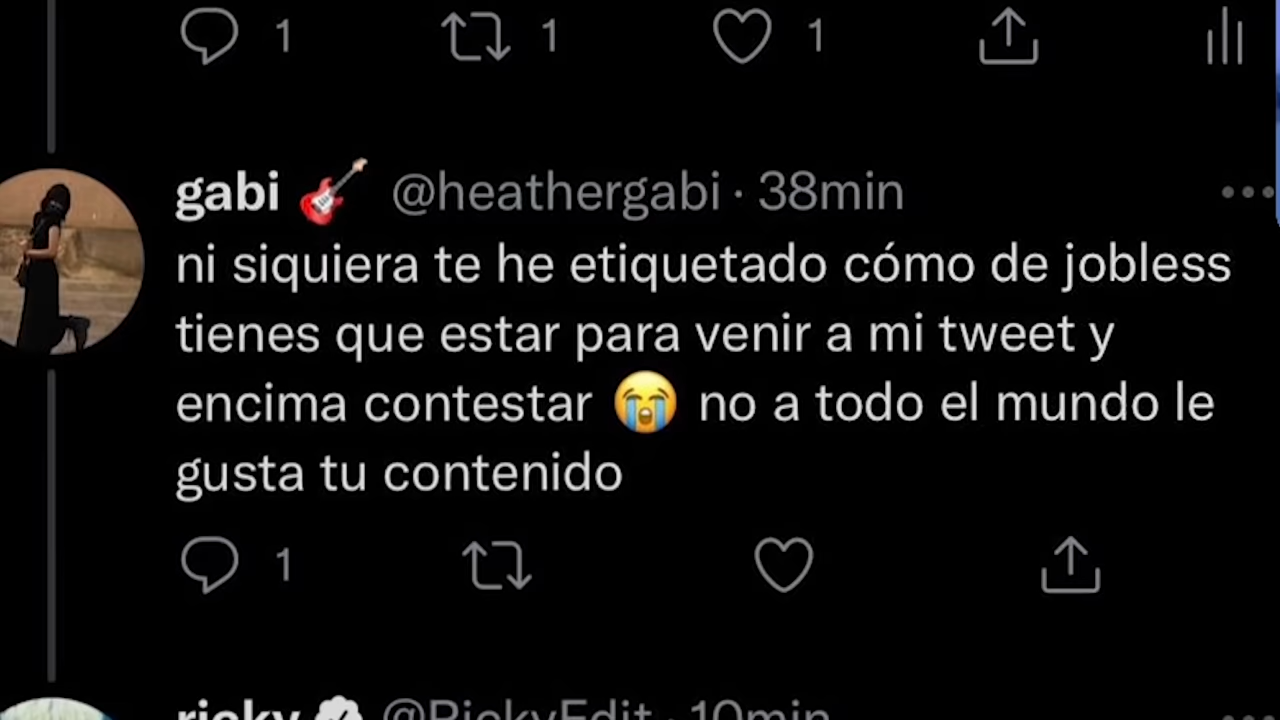 1 1 1
gabi 🎸 @heathergabi · 38min
ni siquiera te he etiquetado cómo de jobless
tienes que estar para venir a mi tweet y
encima contestar 😭 no a todo el mundo le
gusta tu contenido
1
ricky @RickyEdit · 10min